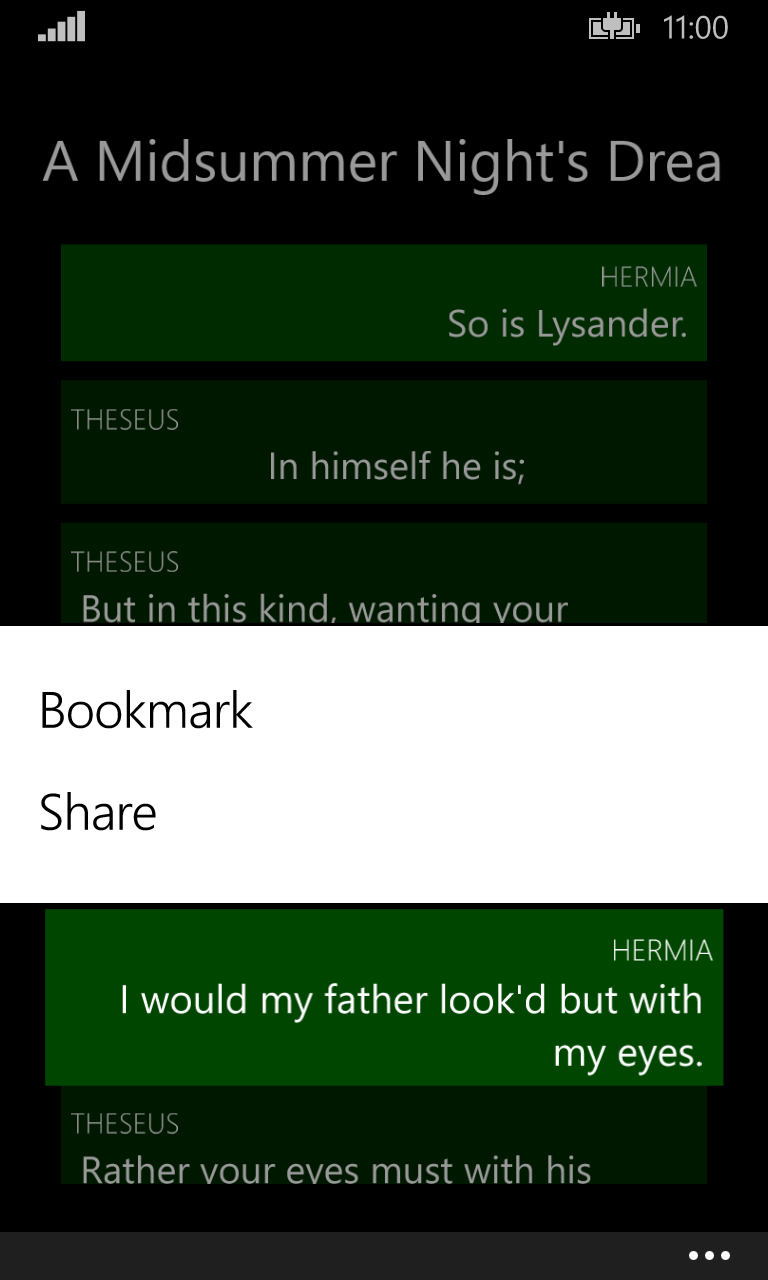 11:00
A Midsummer Night's Drea
HERMIA
So is Lysander.
THESEUS
In himself he is;
THESEUS
But in this kind, wanting your
Bookmark
Share
HERMIA
I would my father look'd but with
my eyes.
THESEUS
Rather your eyes must with his